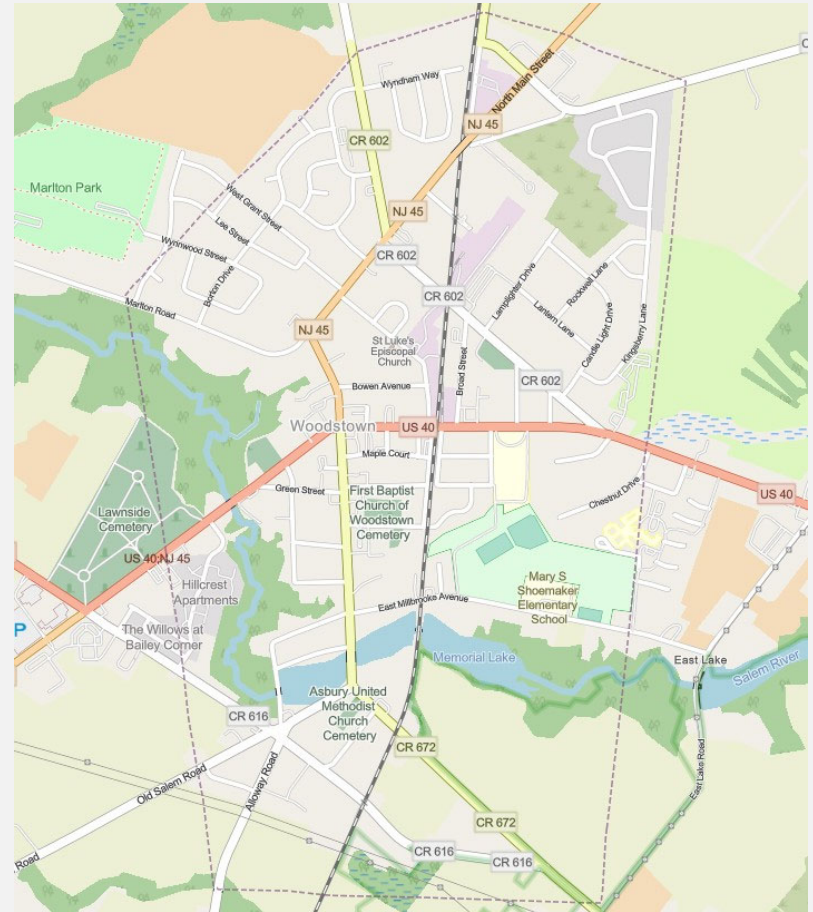 C
Wyndham Way
North Main Street
NJ 45
CR 602
Marlton Park
West Grant Street
NJ 45
Lee Street
Wynnwood Street
CR 602
Borton Drive
Lamplighter Drive
Rockwell Lane
CR 602
Marlton Road
Lantern Lane
NJ 45
Candle Light Drive
Kingsberry Lane
St Luke's
Episcopal
Church
Broad Street
CR 602
Bowen Avenue
Woodstown
US 40
Maple Court
Green Street
First Baptist
Church of
Woodstown
Cemetery
Chestnut Drive
US 40
Lawnside
Cemetery
US 40;NJ 45
Hillcrest
Apartments
Mary S
Shoemaker
Elementary
School
East Millbrooke Avenue
P
The Willows at
Bailey Corner
Memorial Lake
East Lake
Salem River
Asbury United
Methodist
Church
Cemetery
CR 616
CR 672
Old Salem Road
Alloway Road
East Lake Road
CR 672
CR 616
CR 616
Road